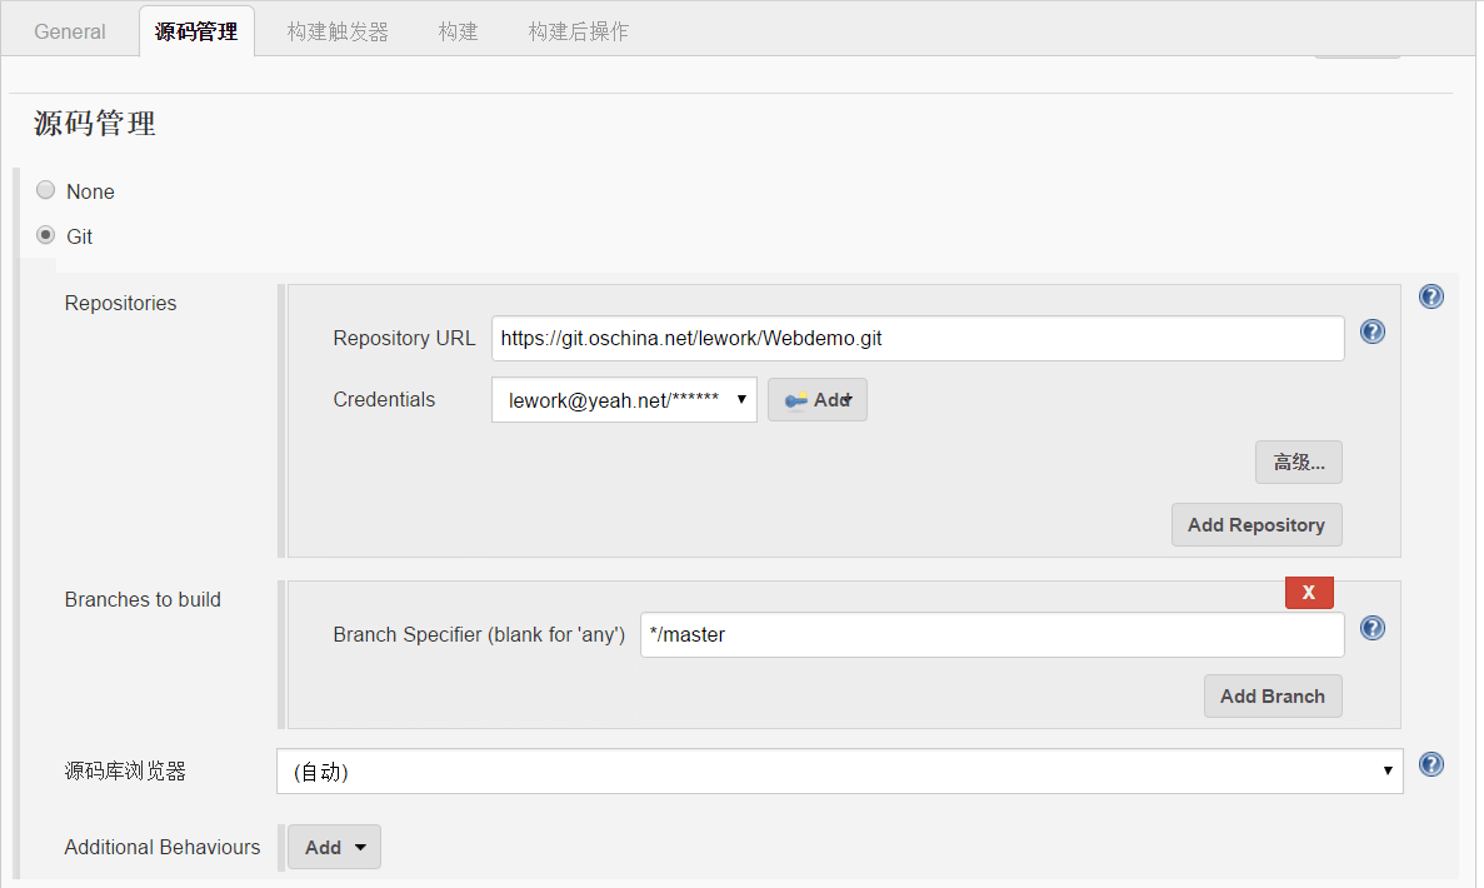 General 源码管理 构建触发器 构建 构建后操作
源码管理
None
Git
Repositories
Repository URL https://git.oschina.net/lework/Webdemo.git
Credentials lework@yeah.net/****** Add
高级...
Add Repository
Branches to build
X
Branch Specifier (blank for 'any') */master
Add Branch
源码库浏览器 (自动)
Additional Behaviours Add